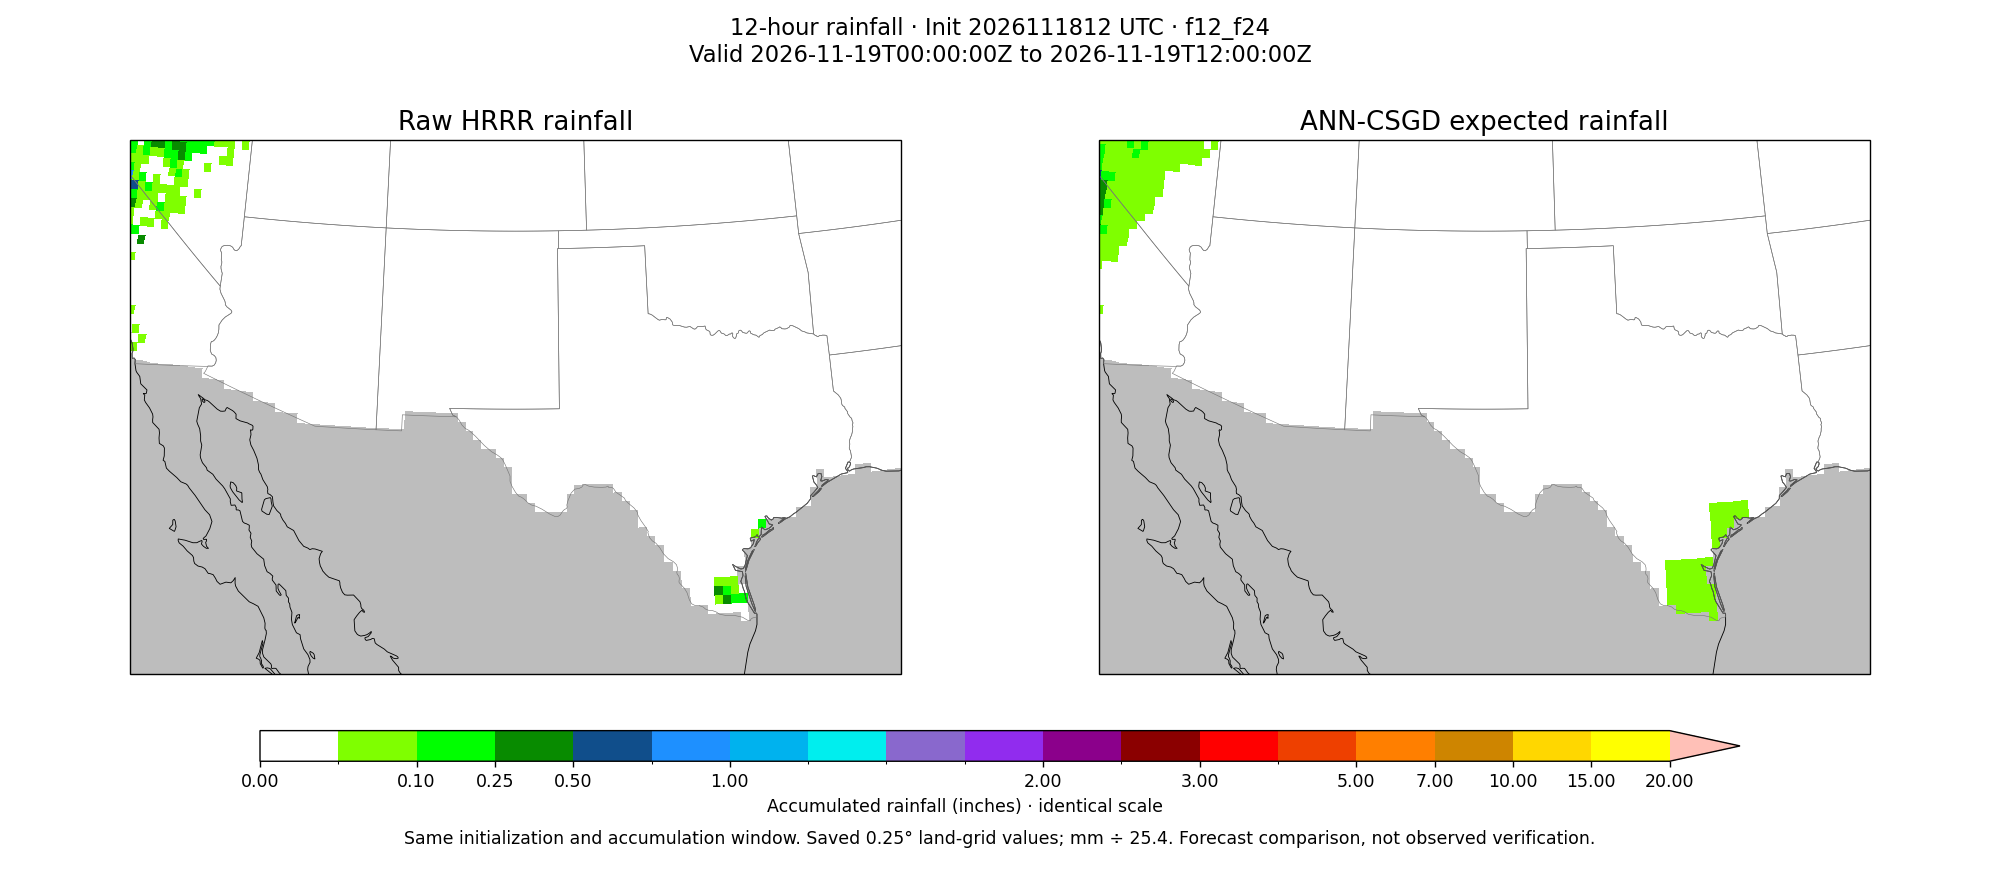 12-hour rainfall · Init 2026111812 UTC · f12_f24
Valid 2026-11-19T00:00:00Z to 2026-11-19T12:00:00Z
Raw HRRR rainfall
ANN-CSGD expected rainfall
0.00 0.10 0.25 0.50 1.00 2.00 3.00 5.00 7.00 10.00 15.00 20.00
Accumulated rainfall (inches) · identical scale
Same initialization and accumulation window. Saved 0.25° land-grid values; mm ÷ 25.4. Forecast comparison, not observed verification.